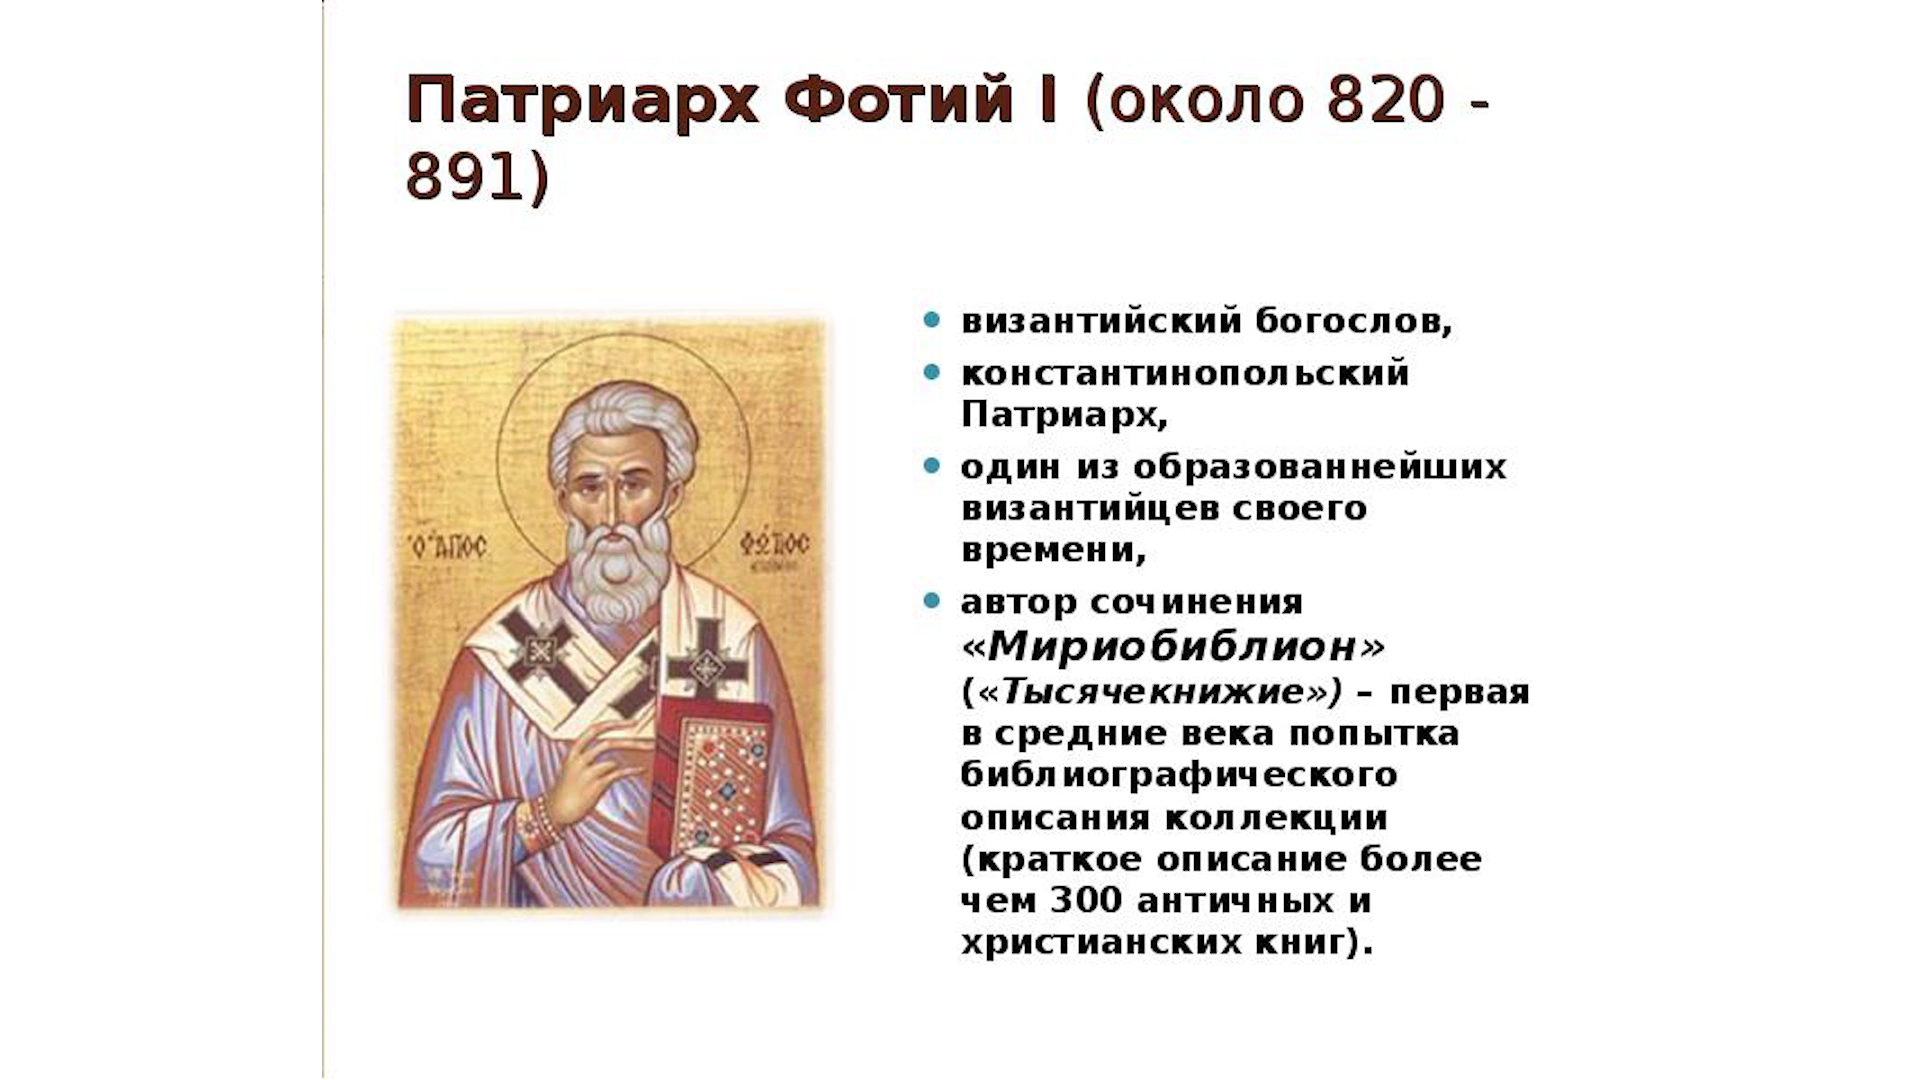 Патриарх Фотий I (около 820 -
891)
византийский богослов,
константинопольский
Патриарх,
один из образованнейших
византийцев своего
времени,
автор сочинения
«Мириобиблион»
(«Тысячекнижие») – первая
в средние века попытка
библиографического
описания коллекции
(краткое описание более
чем 300 античных и
христианских книг).